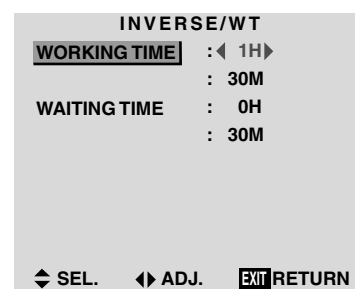 INVERSE/WT
WORKING TIME : ◀ 1H▶
: 30M
WAITING TIME : 0H
: 30M
▲▼ SEL. ◀▶ ADJ. EXIT RETURN